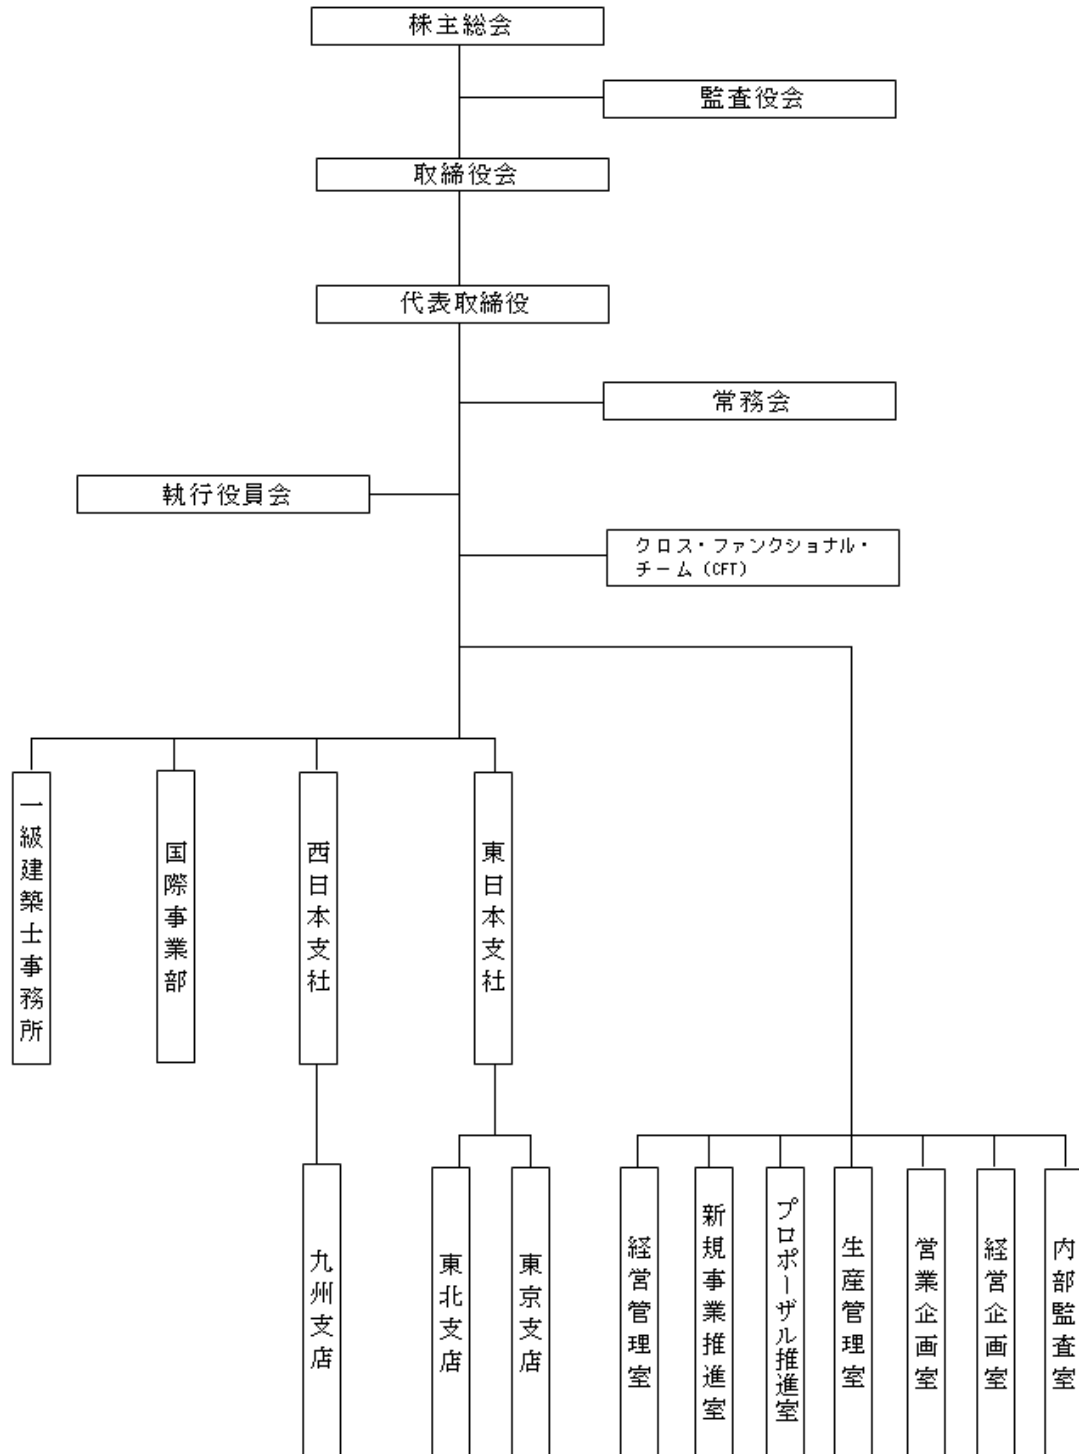 株主総会
監査役会
取締役会
代表取締役
常務会
執行役員会
クロス・ファンクショナル・
チーム（CFT）
一級建築士事務所
国際事業部
西日本支社
東日本支社
九州支店
東北支店
東京支店
経営管理室
新規事業推進室
プロポーザル推進室
生産管理室
営業企画室
経営企画室
内部監査室